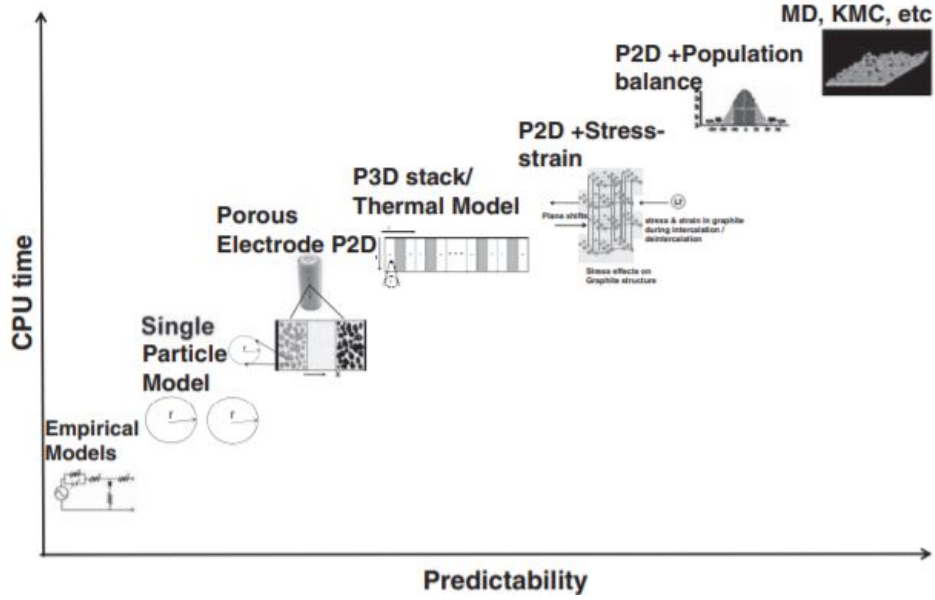 MD, KMC, etc
P2D +Population
balance
P2D +Stress-
strain
P3D stack/
Thermal Model
Porous
Electrode P2D
Plane shifts
stress & strain in graphite
during intercalation /
deintercalation
Stress effects on
Graphite structure
Single
Particle
Model
r
r
r
x
Empirical
Models
CPU time
Predictability